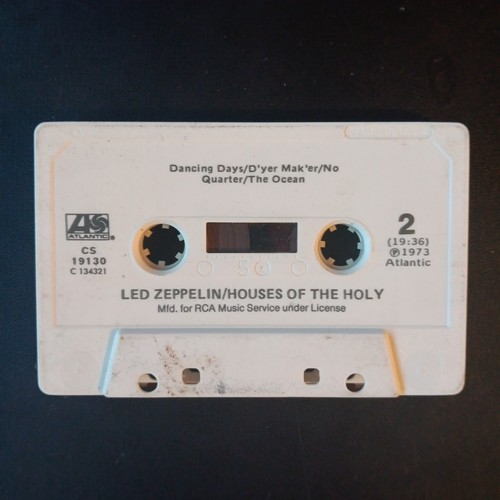 Dancing Days/D'yer Mak'er/No
Quarter/The Ocean
ATLANTIC®
CS
19130
C 134321
2
(19:36)
℗1973
Atlantic
50
LED ZEPPELIN/HOUSES OF THE HOLY
Mfd. for RCA Music Service under License